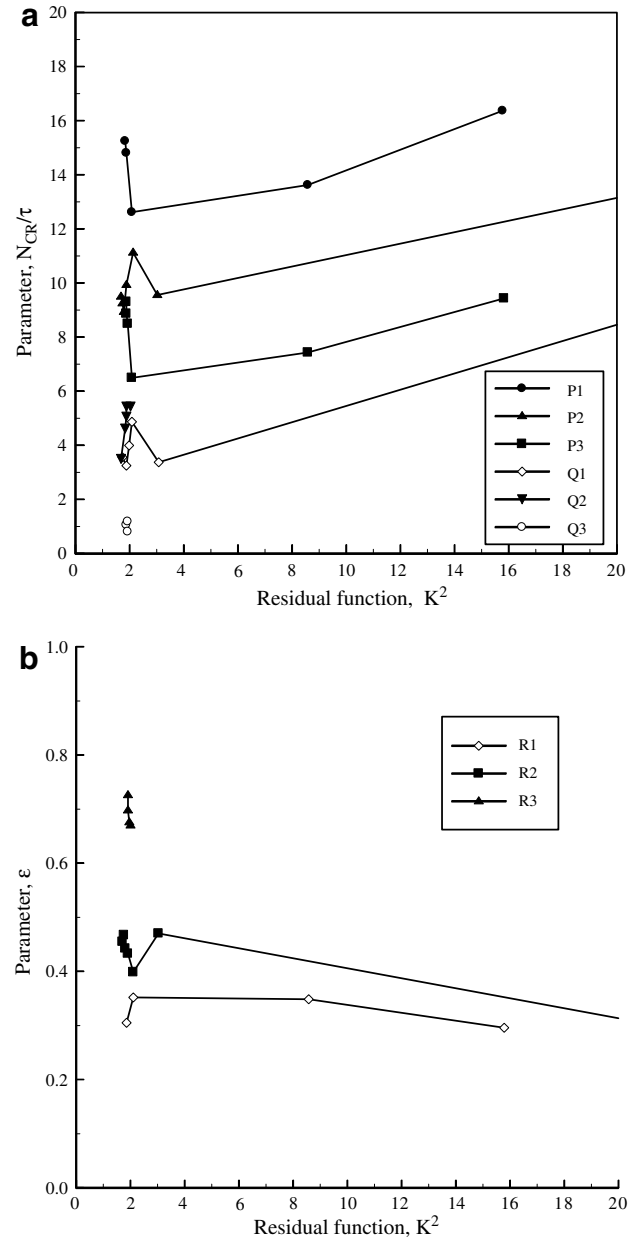 a
20
18
16
14
12
10
8
6
4
2
0
Parameter, N_CR/τ
P1
P2
P3
Q1
Q2
Q3
0 2 4 6 8 10 12 14 16 18 20
Residual function, K²
b
1.0
0.8
0.6
0.4
0.2
0.0
Parameter, ε
R1
R2
R3
0 2 4 6 8 10 12 14 16 18 20
Residual function, K²